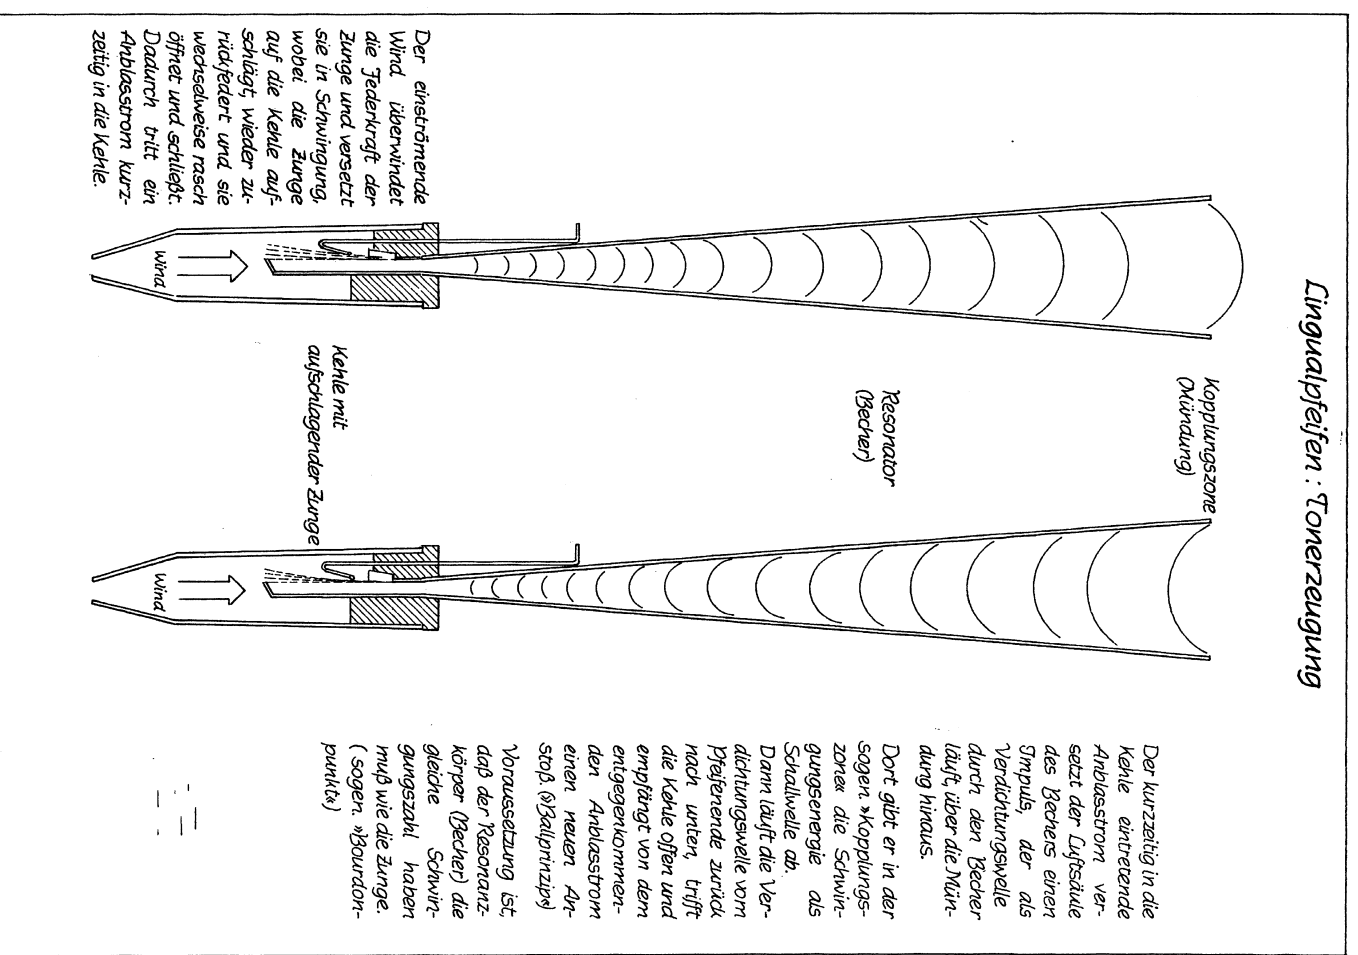 Lingualpfeifen : Tonerzeugung
Kopplungszone
(Mündung)
Resonator
(Becher)
Kehle mit
aufschlagender Zunge
Wind
Wind
Der einströmende
Wind überwindet
die Federkraft der
Zunge und versetzt
sie in Schwingung,
wobei die Zunge
auf die Kehle auf-
schlägt, wieder zu-
rückfedert und sie
wechselweise rasch
öffnet und schließt.
Dadurch tritt ein
Anblasstrom kurz-
zeitig in die Kehle.
Der kurzzeitig in die
Kehle eintretende
Anblasstrom ver-
setzt der Luftsäule
des Bechers einen
Impuls, der als
Verdichtungswelle
durch den Becher
läuft, über die Mün-
dung hinaus.
Dort gibt er in der
sogen. »Kopplungs-
zone« die Schwin-
gungsenergie als
Schallwelle ab.
Dann läuft die Ver-
dichtungswelle vom
Pfeifenende zurück
nach unten, trifft
die Kehle offen und
empfängt von dem
entgegenkommen-
den Anblasstrom
einen neuen An-
stoß. (»Ballprinzip«)
Voraussetzung ist,
daß der Resonanz-
körper (Becher) die
gleiche Schwin-
gungszahl haben
muß wie die Zunge.
( sogen. »Bourdon-
punkt«)